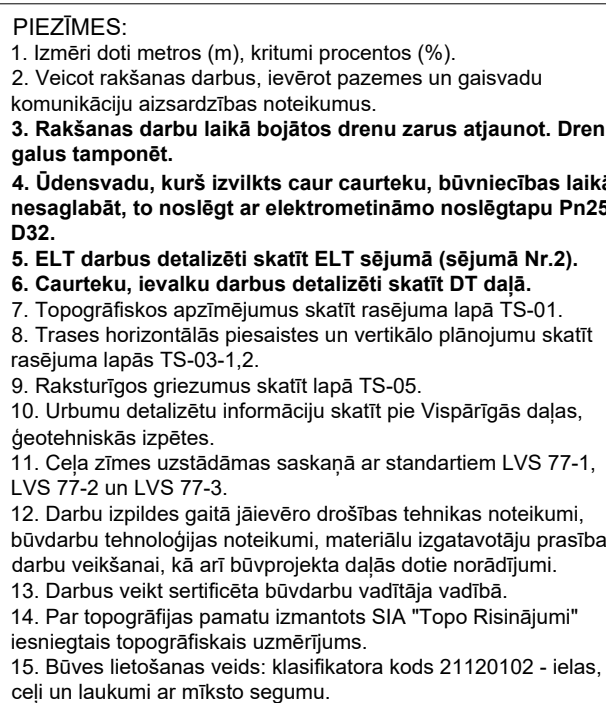 PIEZĪMES:
1. Izmēri doti metros (m), kritumi procentos (%).
2. Veicot rakšanas darbus, ievērot pazemes un gaisvadu
komunikāciju aizsardzības noteikumus.
3. Rakšanas darbu laikā bojātos drenu zarus atjaunot. Dren
galus tamponēt.
4. Ūdensvadu, kurš izvilkts caur caurteku, būvniecības laikā
nesaglabāt, to noslēgt ar elektrometināmo noslēgtapu Pn25
D32.
5. ELT darbus detalizēti skatīt ELT sējumā (sējumā Nr.2).
6. Caurteku, ievalku darbus detalizēti skatīt DT daļā.
7. Topogrāfiskos apzīmējumus skatīt rasējuma lapā TS-01.
8. Trases horizontālās piesaistes un vertikālo plānojumu skatīt
rasējuma lapās TS-03-1,2.
9. Raksturīgos griezumus skatīt lapā TS-05.
10. Urbumu detalizētu informāciju skatīt pie Vispārīgās daļas,
ģeotehniskās izpētes.
11. Ceļa zīmes uzstādāmas saskaņā ar standartiem LVS 77-1,
LVS 77-2 un LVS 77-3.
12. Darbu izpildes gaitā jāievēro drošības tehnikas noteikumi,
būvdarbu tehnoloģijas noteikumi, materiālu izgatavotāju prasība
darbu veikšanai, kā arī būvprojekta daļās dotie norādījumi.
13. Darbus veikt sertificēta būvdarbu vadītāja vadībā.
14. Par topogrāfijas pamatu izmantots SIA "Topo Risinājumi"
iesniegtais topogrāfiskais uzmērījums.
15. Būves lietošanas veids: klasifikatora kods 21120102 - ielas,
ceļi un laukumi ar mīksto segumu.